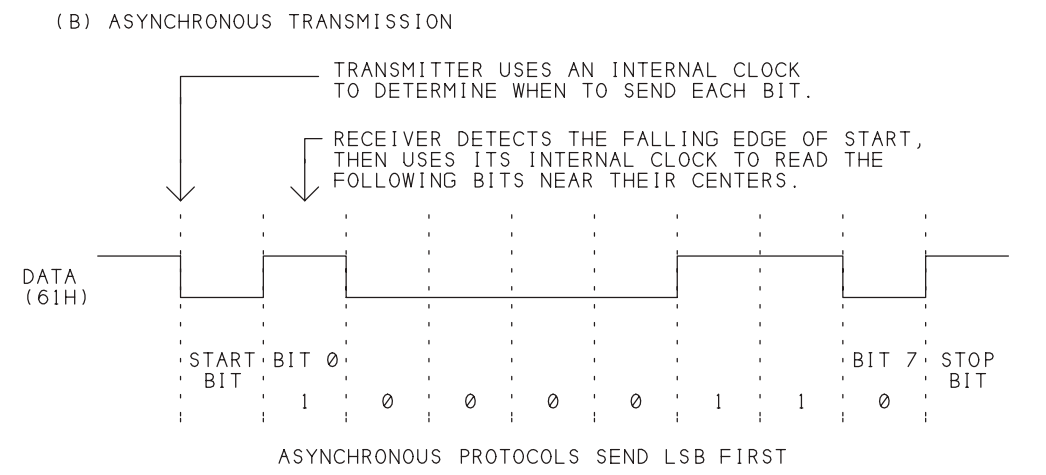 (B) ASYNCHRONOUS TRANSMISSION
TRANSMITTER USES AN INTERNAL CLOCK
TO DETERMINE WHEN TO SEND EACH BIT.
RECEIVER DETECTS THE FALLING EDGE OF START,
THEN USES ITS INTERNAL CLOCK TO READ THE
FOLLOWING BITS NEAR THEIR CENTERS.
DATA
(61H)
START BIT 0 BIT 7 STOP
BIT BIT
1 0 0 0 0 1 1 0
ASYNCHRONOUS PROTOCOLS SEND LSB FIRST